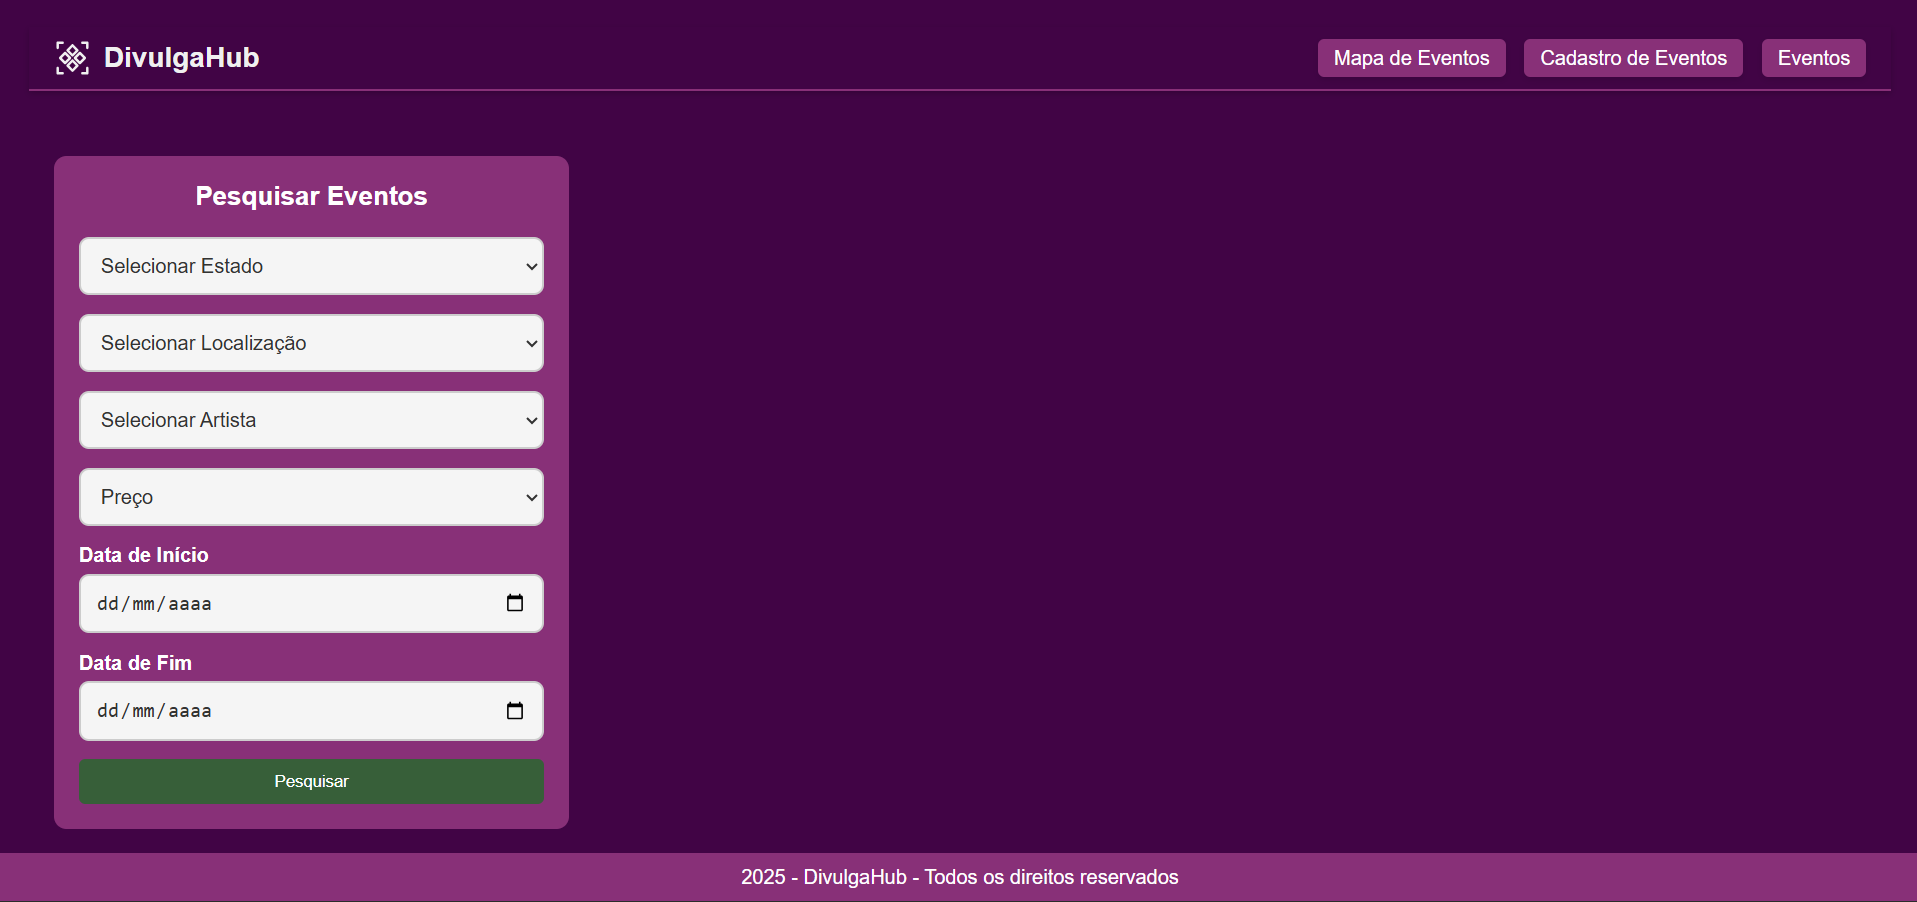 DivulgaHub
Mapa de Eventos
Cadastro de Eventos
Eventos
Pesquisar Eventos
Selecionar Estado
Selecionar Localização
Selecionar Artista
Preço
Data de Início
dd/mm/aaaa
Data de Fim
dd/mm/aaaa
Pesquisar
2025 - DivulgaHub - Todos os direitos reservados